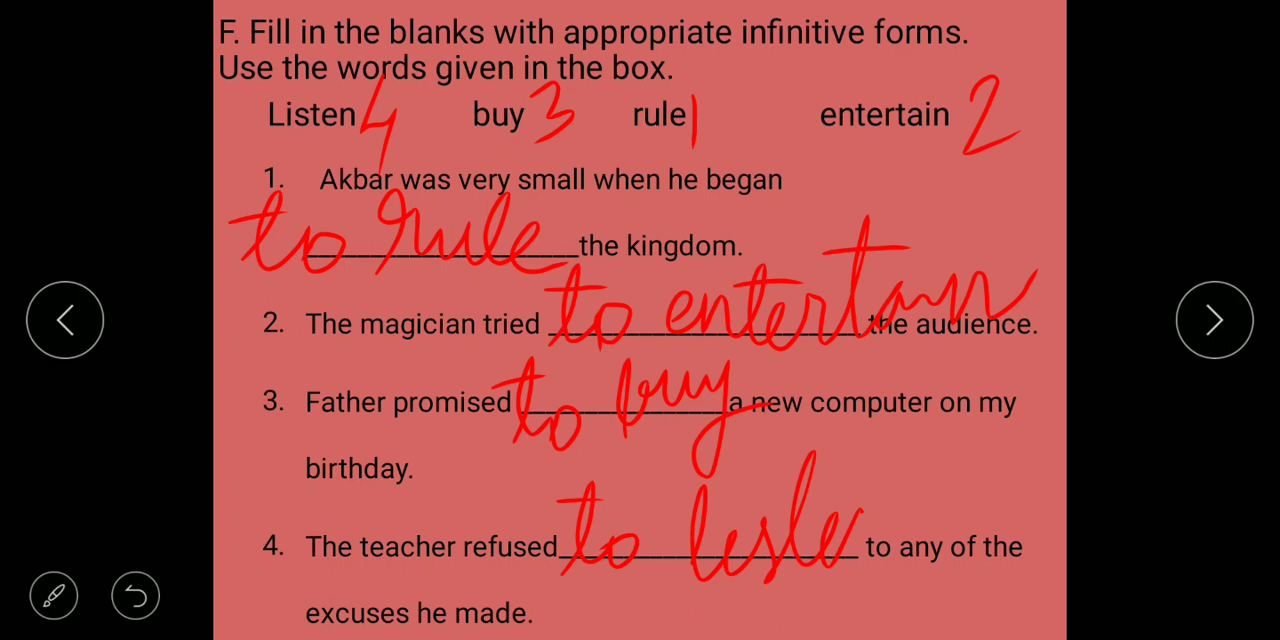 F. Fill in the blanks with appropriate infinitive forms.
Use the words given in the box.
Listen 4 buy 3 rule 1 entertain 2
1. Akbar was very small when he began
to rule the kingdom.
2. The magician tried to entertain the audience.
3. Father promised to buy a new computer on my
birthday.
4. The teacher refused to to any of the
excuses he made.